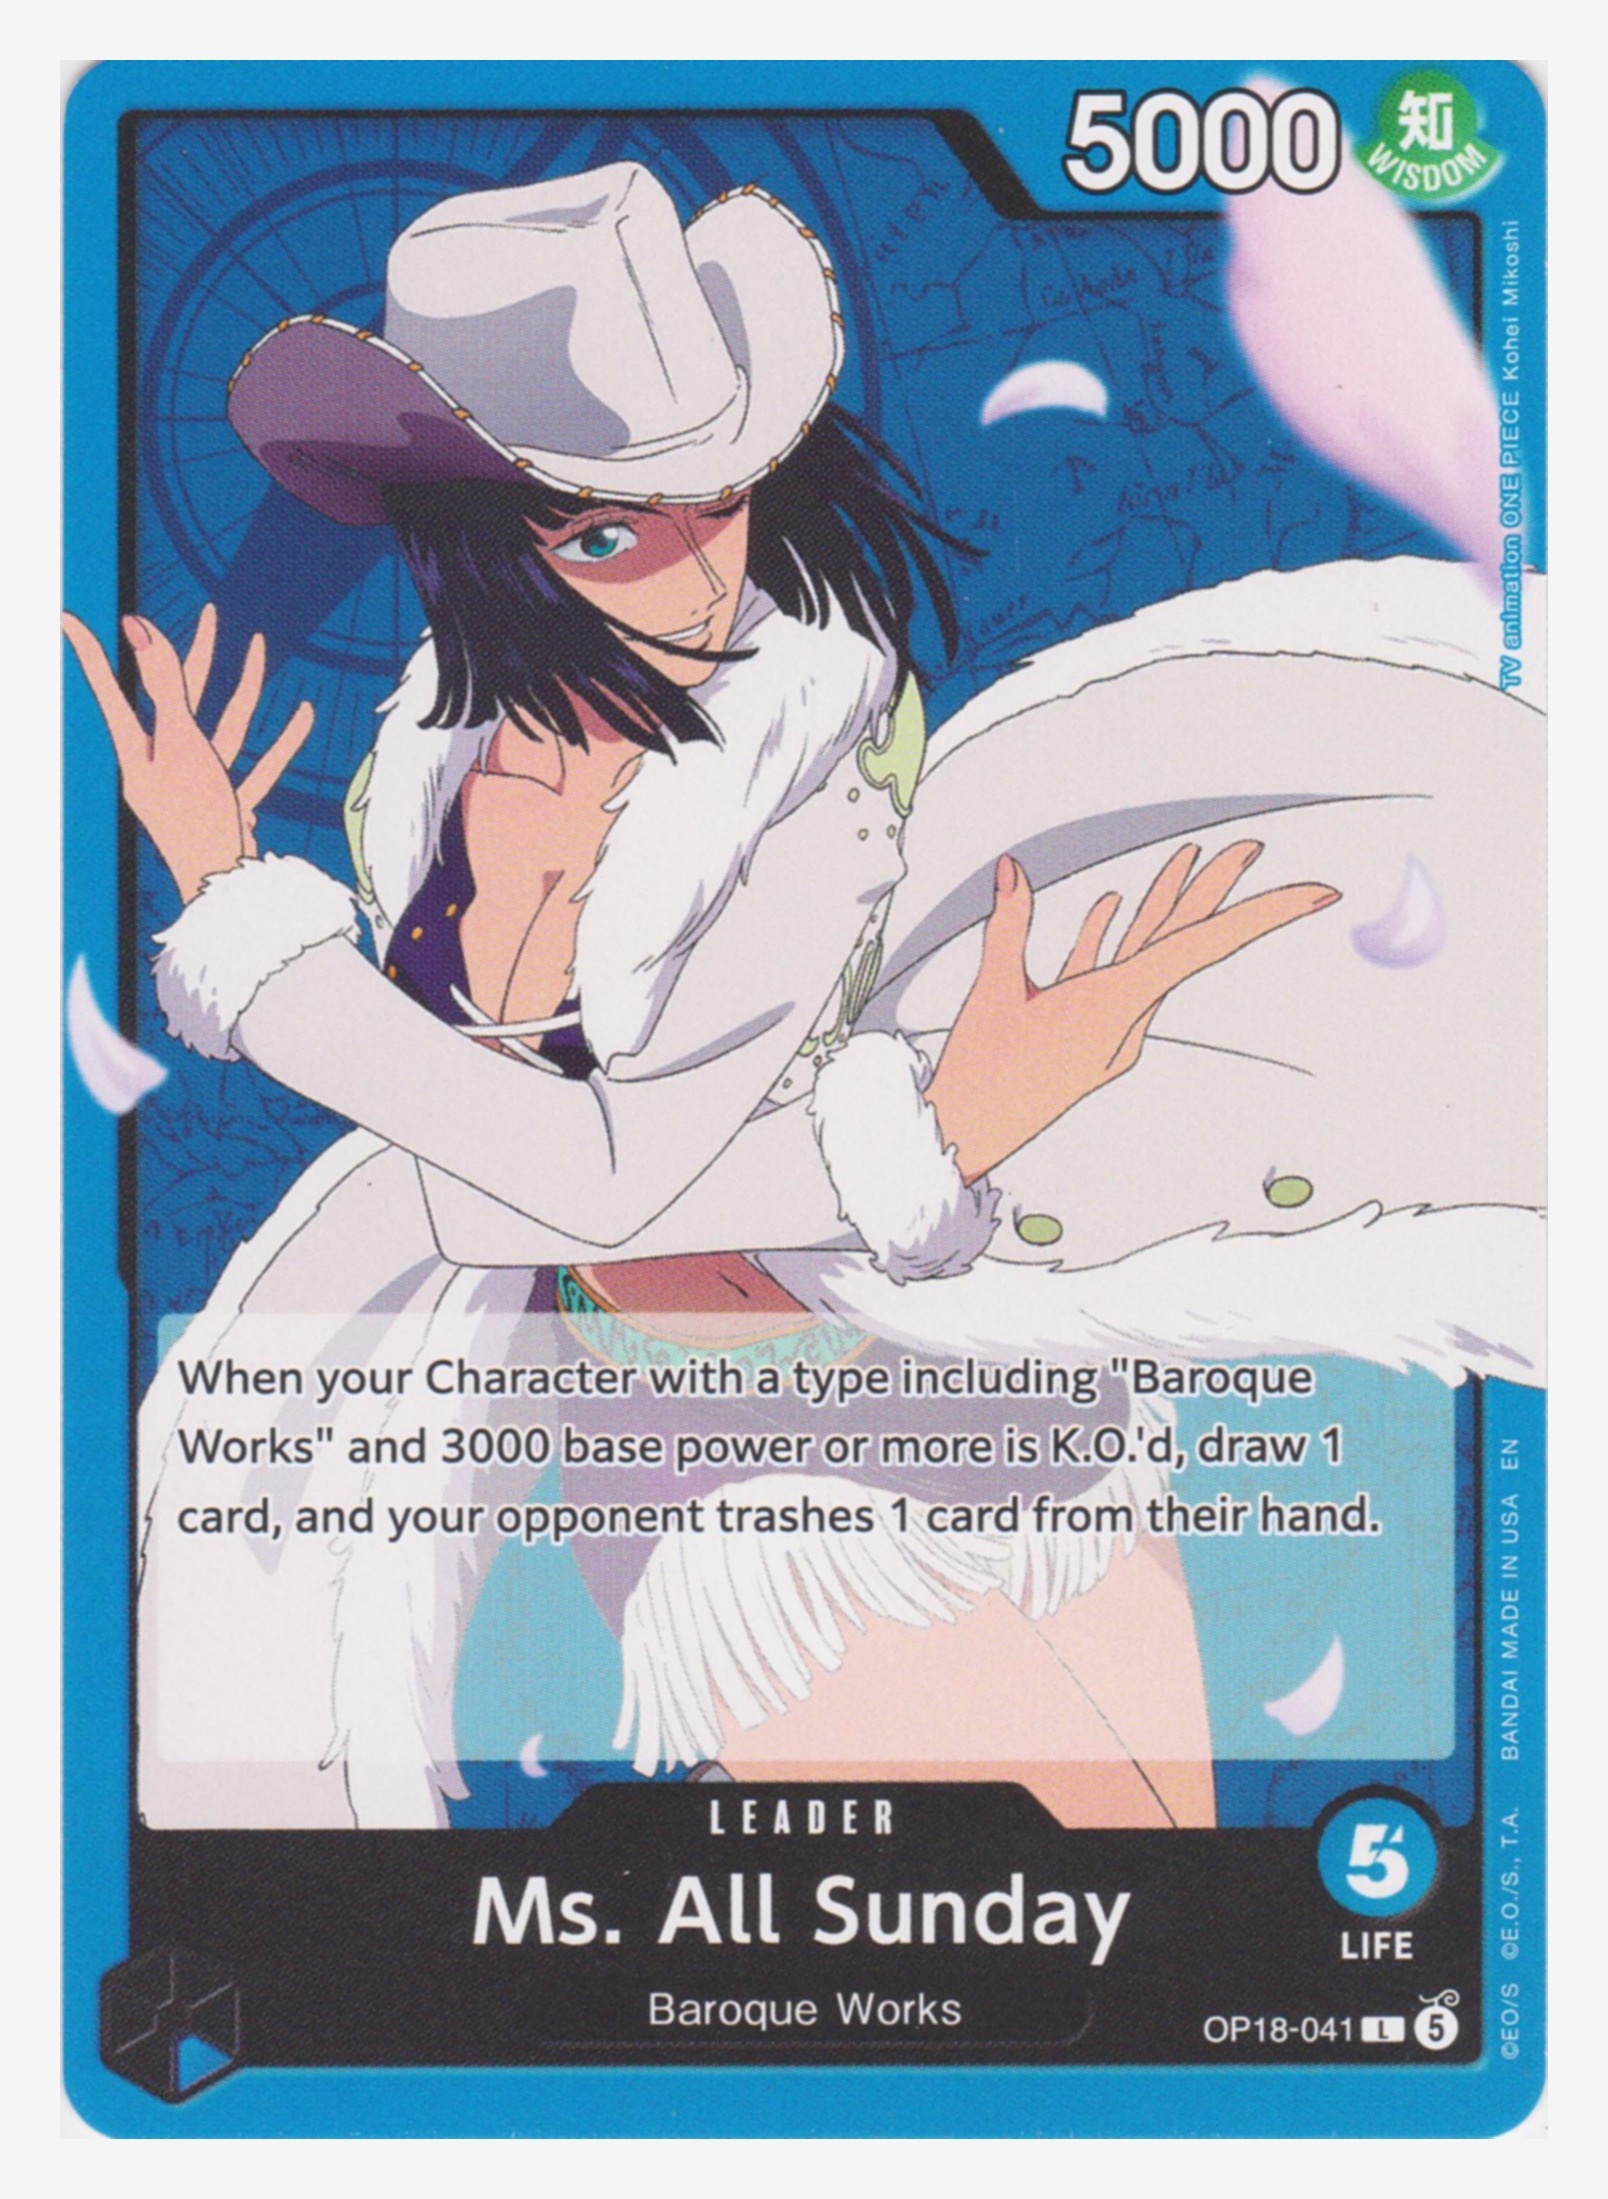 5000
知
WISDOM
TV animation ONE PIECE Kohei Mikoshi
When your Character with a type including "Baroque
Works" and 3000 base power or more is K.O.'d, draw 1
card, and your opponent trashes 1 card from their hand.
LEADER
Ms. All Sunday
5
LIFE
Baroque Works
OP18-041 L 5
©EO/S ©E.O./S., T.A. BANDAI MADE IN USA EN